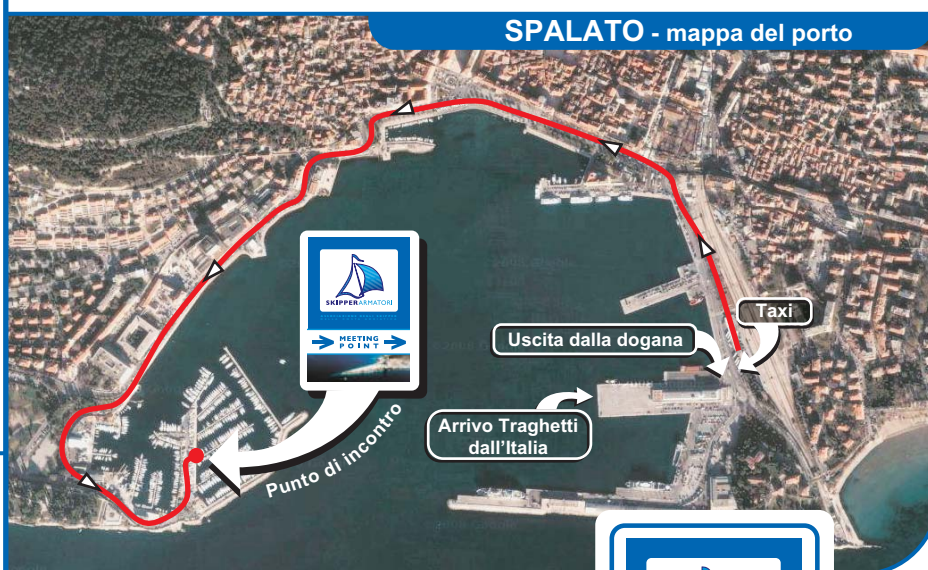 SPALATO - mappa del porto
SKIPPERARMATORI
MEETING
POINT
Taxi
Uscita dalla dogana
Arrivo Traghetti
dall'Italia
Punto di incontro